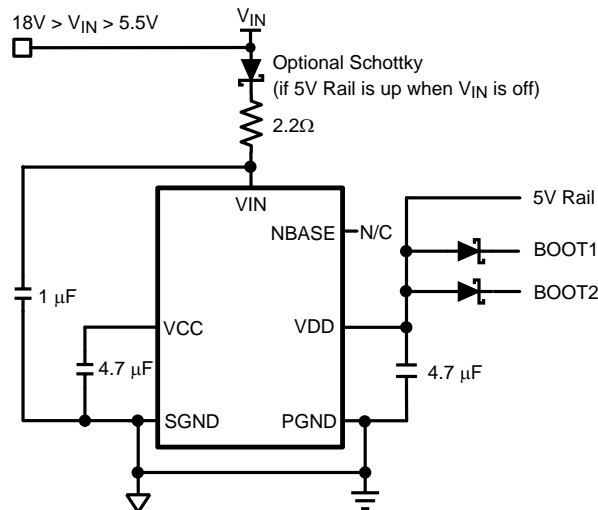 18V > VIN > 5.5V
VIN
Optional Schottky
(if 5V Rail is up when VIN is off)
2.2Ω
VIN
NBASE
N/C
5V Rail
BOOT1
BOOT2
1 μF
VCC
VDD
4.7 μF
4.7 μF
SGND
PGND